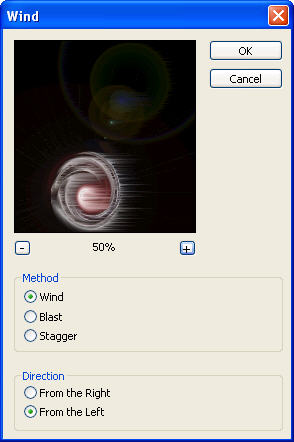 Wind
OK
Cancel
- 50% +
Method
Wind
Blast
Stagger
Direction
From the Right
From the Left